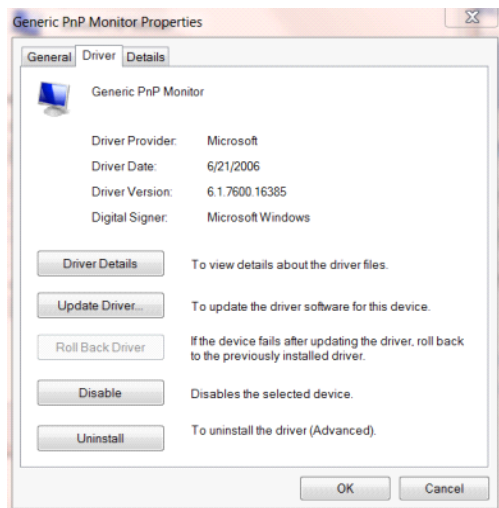 Generic PnP Monitor Properties
General Driver Details
Generic PnP Monitor
Driver Provider: Microsoft
Driver Date: 6/21/2006
Driver Version: 6.1.7600.16385
Digital Signer: Microsoft Windows
Driver Details To view details about the driver files.
Update Driver... To update the driver software for this device.
Roll Back Driver If the device fails after updating the driver, roll back
to the previously installed driver.
Disable Disables the selected device.
Uninstall To uninstall the driver (Advanced).
OK Cancel